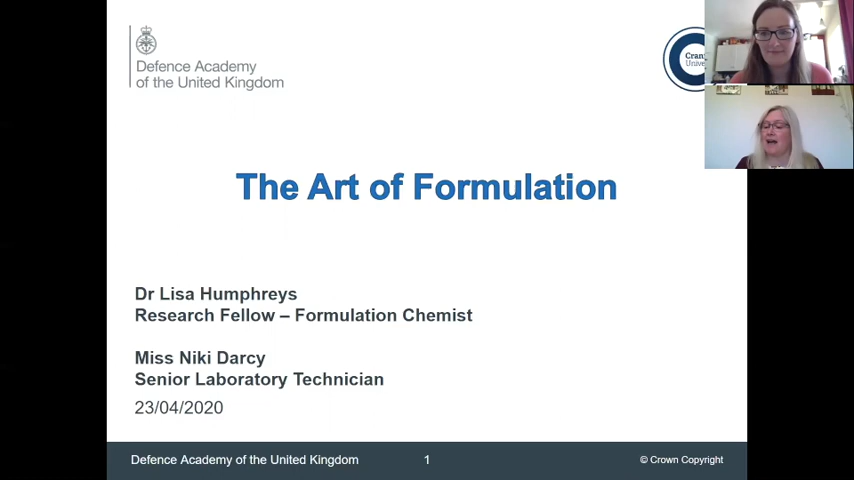 Defence Academy
of the United Kingdom
The Art of Formulation
Dr Lisa Humphreys
Research Fellow – Formulation Chemist
Miss Niki Darcy
Senior Laboratory Technician
23/04/2020
Defence Academy of the United Kingdom
1
© Crown Copyright